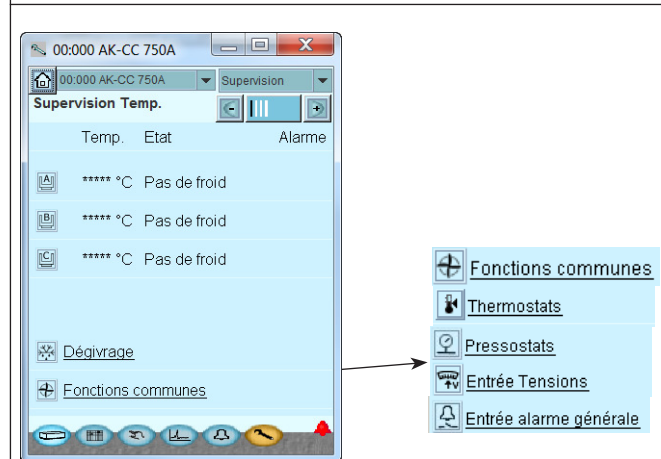 00:000 AK-CC 750A
00:000 AK-CC 750A Supervision
Supervision Temp.
Temp. Etat Alarme
A ***** °C Pas de froid
B ***** °C Pas de froid
C ***** °C Pas de froid
Dégivrage
Fonctions communes
Fonctions communes
Thermostats
Pressostats
Entrée Tensions
Entrée alarme générale